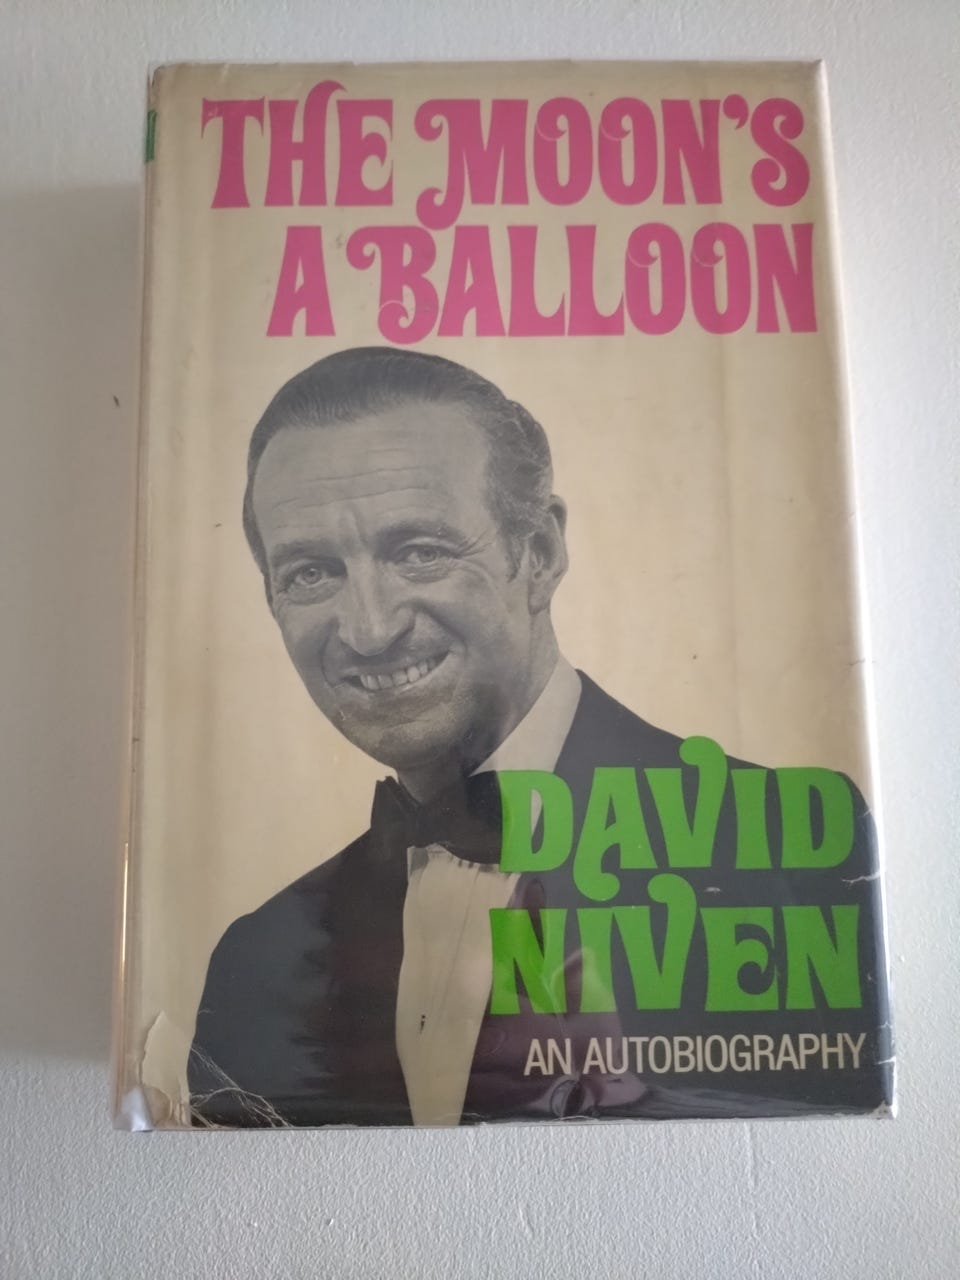 THE MOON'S
A BALLOON
DAVID
NIVEN
AN AUTOBIOGRAPHY